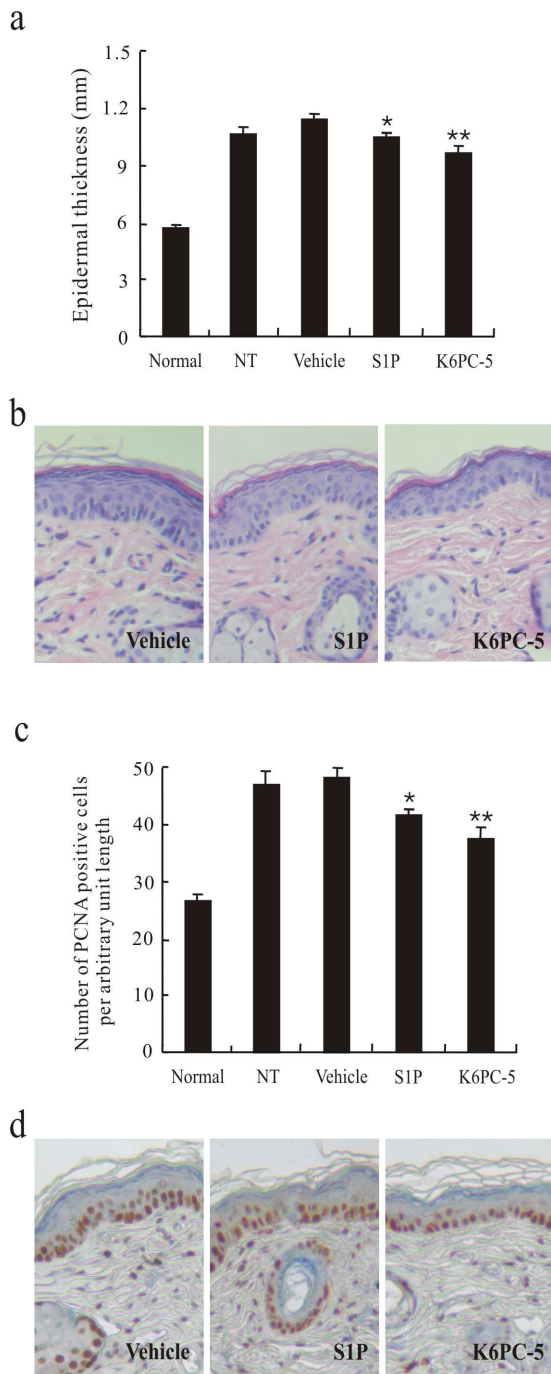 a
Epidermal thickness (mm)
1.2
1.2
9
6
3
0
*
**
Normal NT Vehicle S1P K6PC-5
b
Vehicle S1P K6PC-5
c
Number of PCNA positive cells
per arbitrary unit length
50
40
30
20
10
0
*
**
Normal NT Vehicle S1P K6PC-5
d
Vehicle S1P K6PC-5